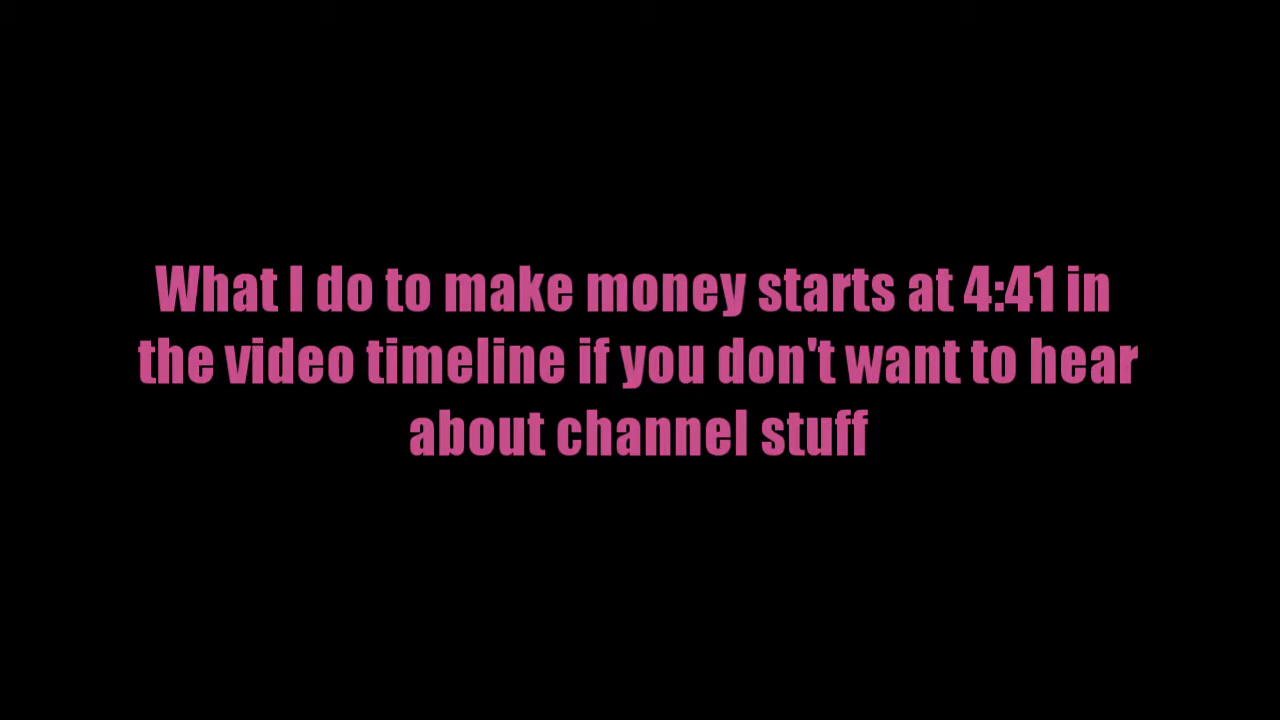 What I do to make money starts at 4:41 in
the video timeline if you don't want to hear
about channel stuff